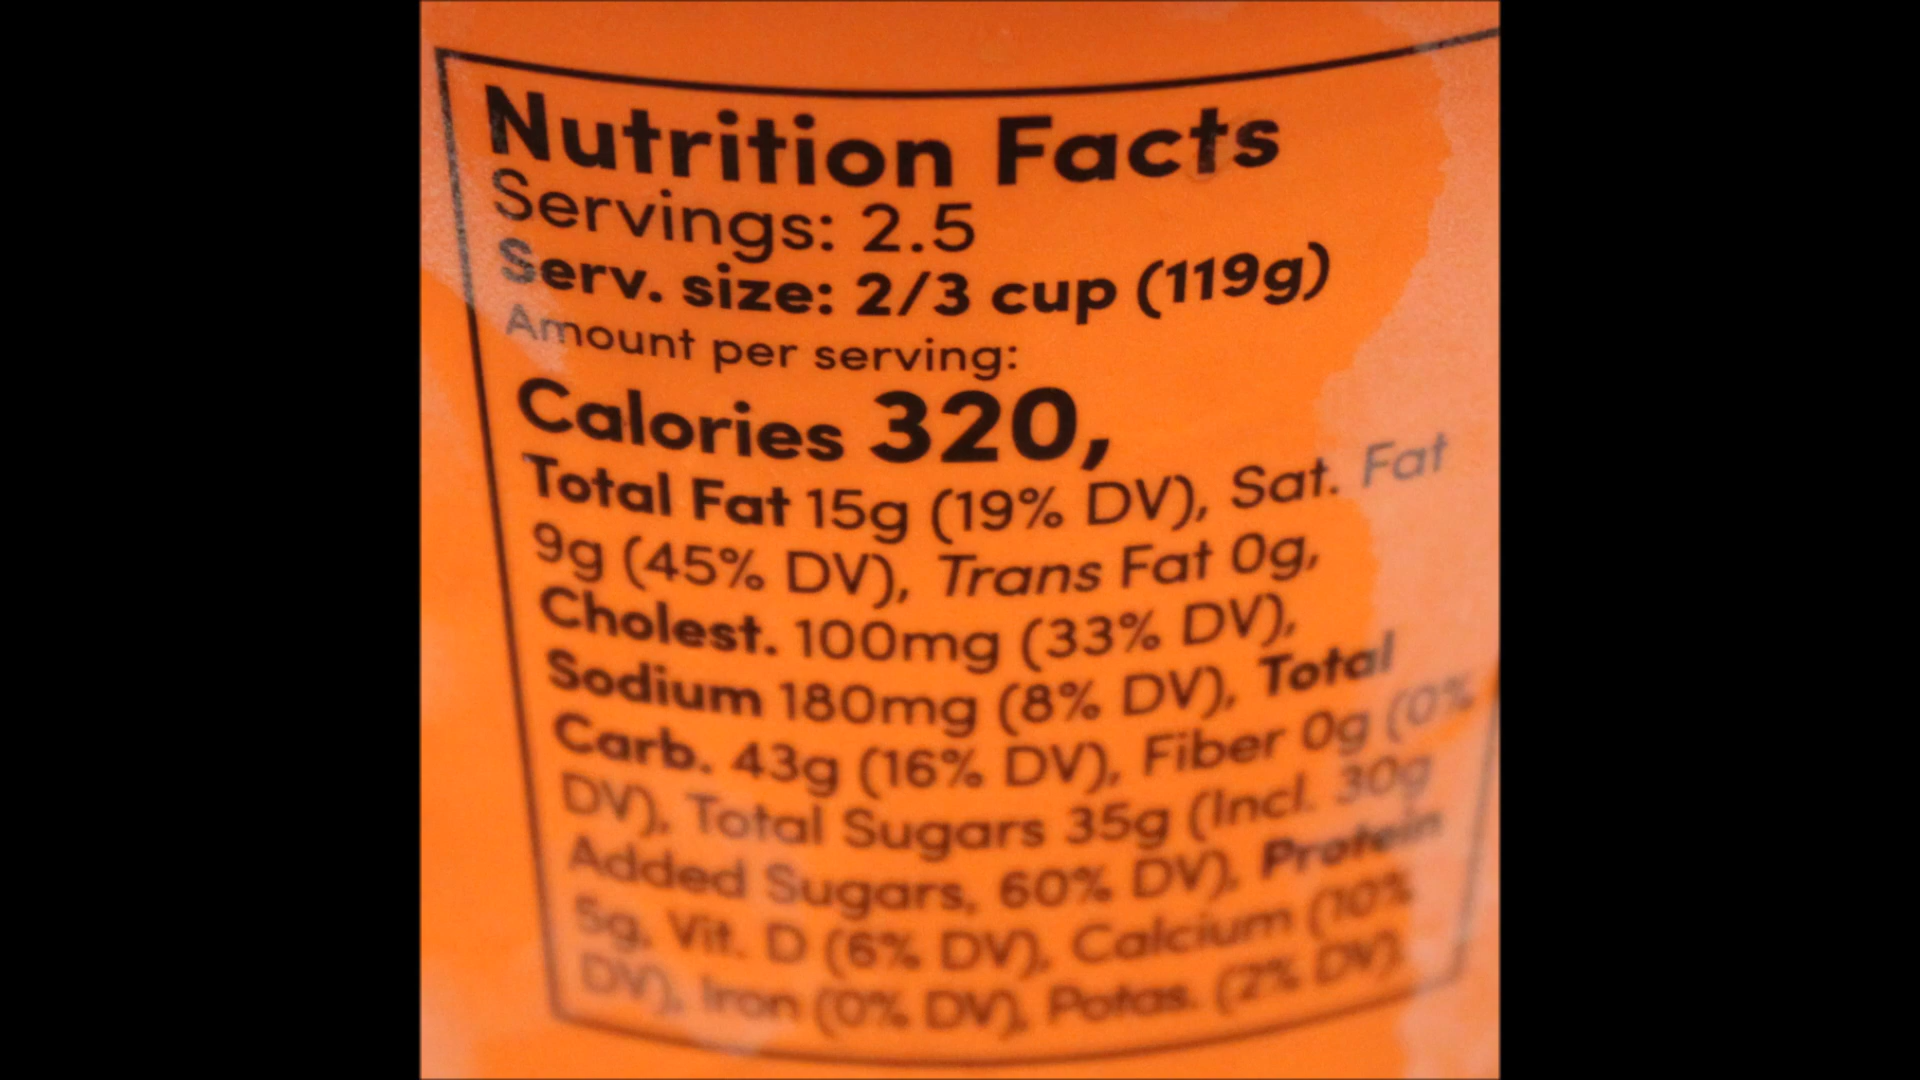 Nutrition Facts
Servings: 2.5
Serv. size: 2/3 cup (119g)
Amount per serving:
Calories 320,
Total Fat 15g (19% DV), Sat. Fat
9g (45% DV), Trans Fat 0g,
Cholest. 100mg (33% DV),
Sodium 180mg (8% DV), Total
Carb. 43g (16% DV), Fiber 0g (0%
DV), Total Sugars 35g (Incl. 30g
Added Sugars, 60% DV), Protein
5g, Vit. D (6% DV), Calcium (10%
DV), Iron (0% DV), Potas. (2% DV).